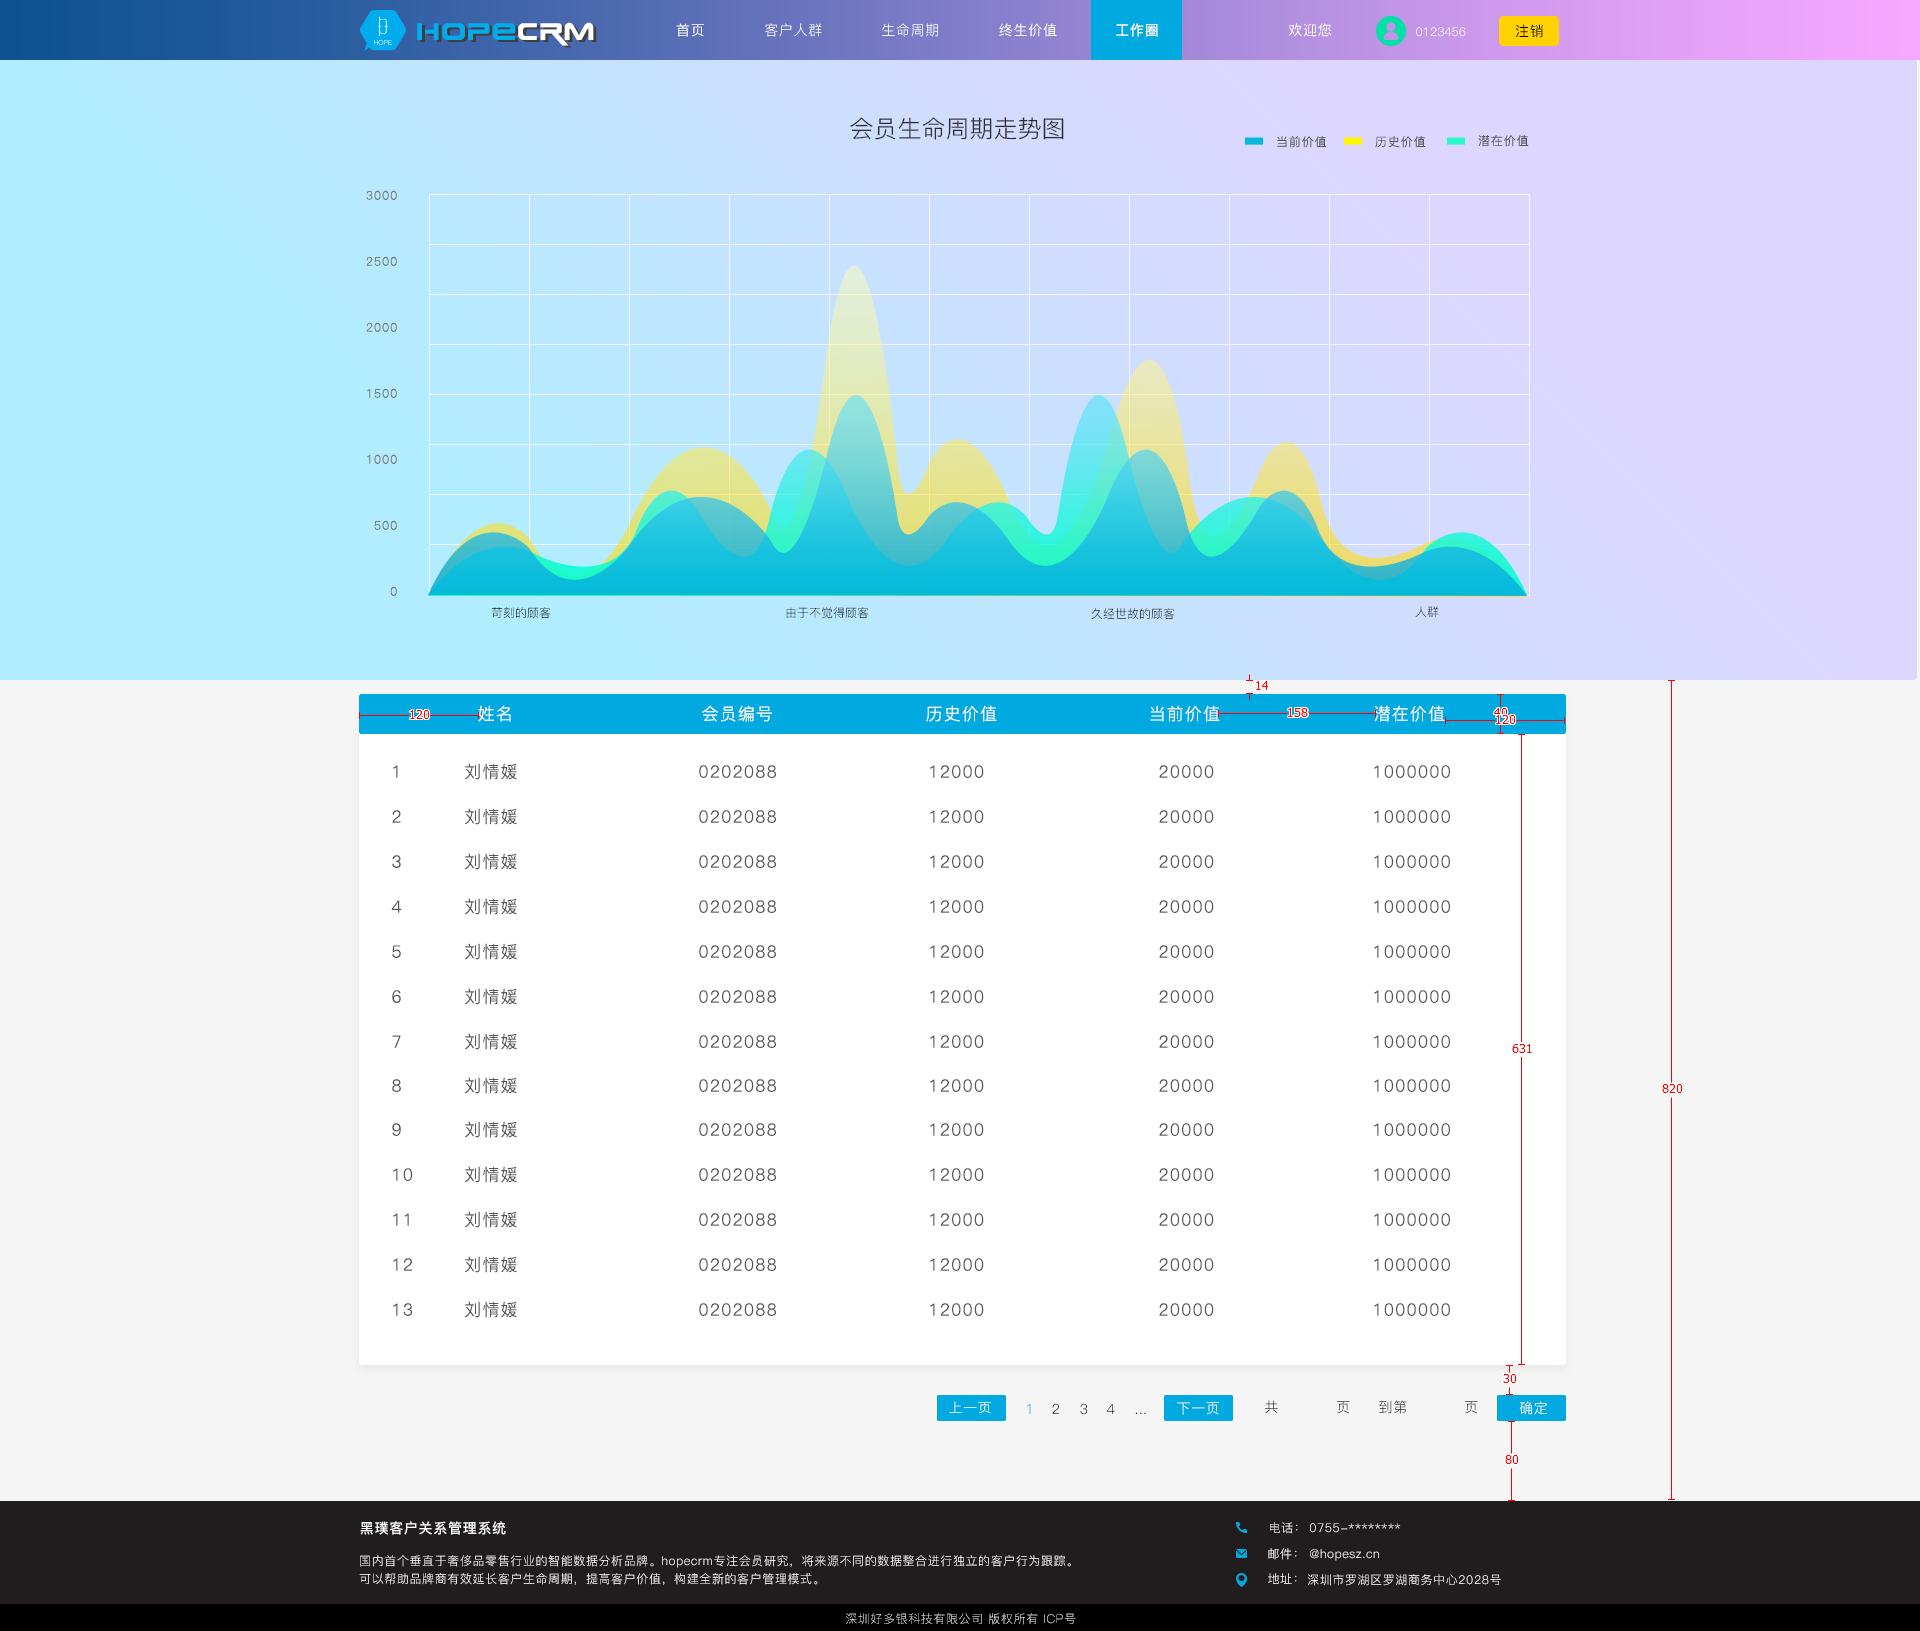 HOPE HOPECRM 首页 客户人群 生命周期 终生价值 工作圈 欢迎您 0123456 注销
会员生命周期走势图
当前价值 历史价值 潜在价值
3000
2500
2000
1500
1000
500
0
苛刻的顾客 由于不觉得顾客 久经世故的顾客 人群
14
120 姓名 会员编号 历史价值 当前价值 158 潜在价值 40 120
1 刘情媛 0202088 12000 20000 1000000
2 刘情媛 0202088 12000 20000 1000000
3 刘情媛 0202088 12000 20000 1000000
4 刘情媛 0202088 12000 20000 1000000
5 刘情媛 0202088 12000 20000 1000000
6 刘情媛 0202088 12000 20000 1000000
7 刘情媛 0202088 12000 20000 1000000
631
8 刘情媛 0202088 12000 20000 1000000
820
9 刘情媛 0202088 12000 20000 1000000
10 刘情媛 0202088 12000 20000 1000000
11 刘情媛 0202088 12000 20000 1000000
12 刘情媛 0202088 12000 20000 1000000
13 刘情媛 0202088 12000 20000 1000000
30
上一页 1 2 3 4 ... 下一页 共 页 到第 页 确定
80
黑璞客户关系管理系统
国内首个垂直于奢侈品零售行业的智能数据分析品牌。hopecrm专注会员研究，将来源不同的数据整合进行独立的客户行为跟踪。
可以帮助品牌商有效延长客户生命周期，提高客户价值，构建全新的客户管理模式。
电话： 0755-********
邮件： @hopesz.cn
地址： 深圳市罗湖区罗湖商务中心2028号
深圳好多银科技有限公司 版权所有 ICP号